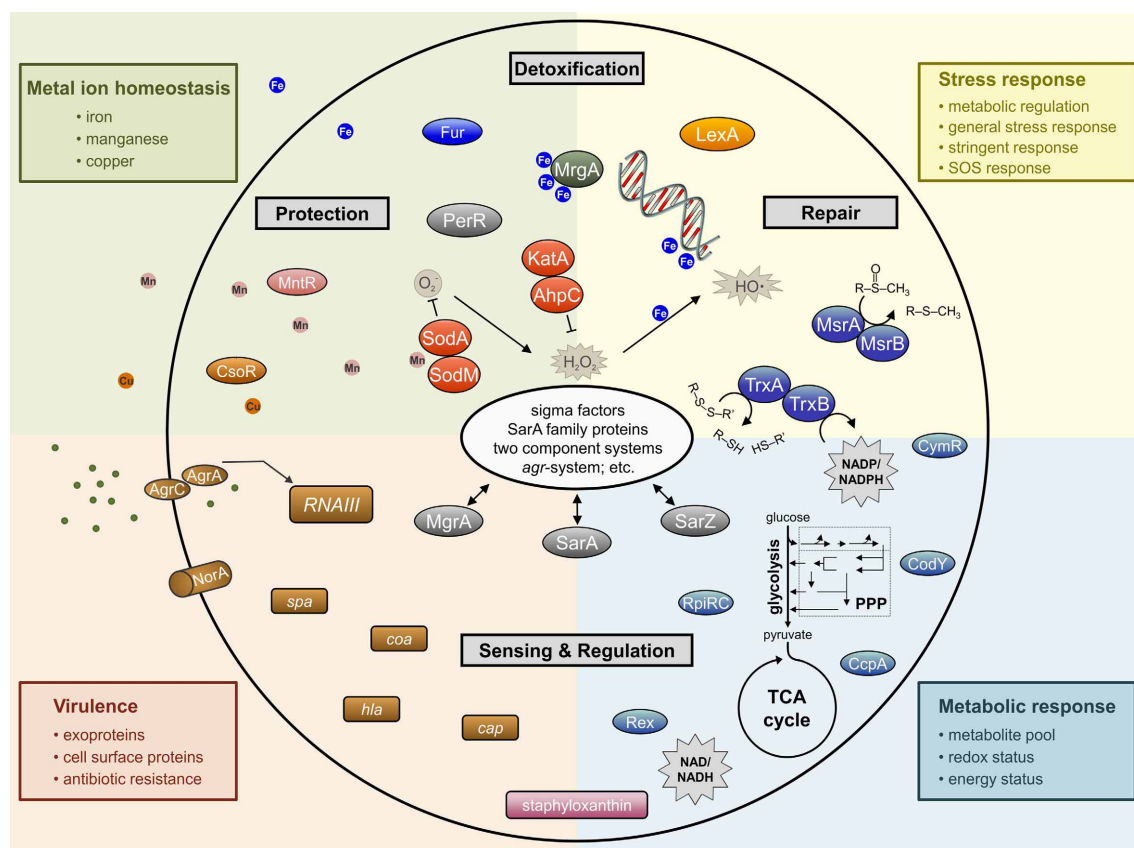 Detoxification
Metal ion homeostasis
• iron
• manganese
• copper
Stress response
• metabolic regulation
• general stress response
• stringent response
• SOS response
Fe
Fe
Fur
LexA
Fe
Fe
Fe
MrgA
Protection
PerR
Repair
Fe
Fe
KatA
AhpC
Mn
Mn
MntR
O₂⁻
HO•
O
R–S–CH₃
R–S–CH₃
Fe
Mn
SodA
SodM
Mn
Mn
H₂O₂
MsrA
MsrB
CsoR
Cu
Cu
TrxA
TrxB
R–S–S–R'
R–SH
HS–R'
NADP/
NADPH
CymR
sigma factors
SarA family proteins
two component systems
agr-system; etc.
AgrC
AgrA
RNAIII
MgrA
SarA
SarZ
glucose
glycolysis
PPP
pyruvate
CodY
NorA
spa
coa
RpiRC
Sensing & Regulation
CcpA
TCA
cycle
hla
cap
Rex
NAD/
NADH
staphyloxanthin
Virulence
• exoproteins
• cell surface proteins
• antibiotic resistance
Metabolic response
• metabolite pool
• redox status
• energy status